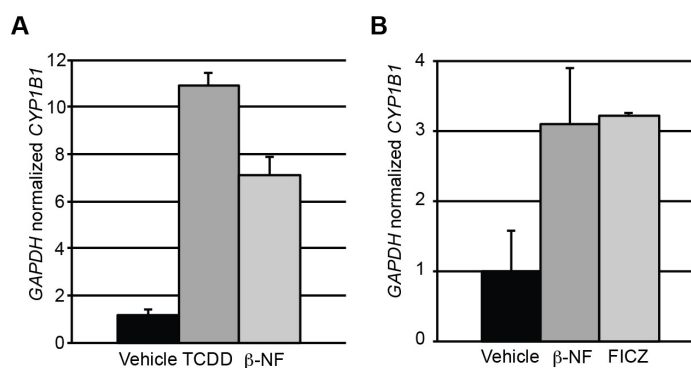 A
GAPDH normalized CYP1B1
12
10
8
6
4
2
0
Vehicle TCDD β-NF
B
GAPDH normalized CYP1B1
4
3
2
1
0
Vehicle β-NF FICZ